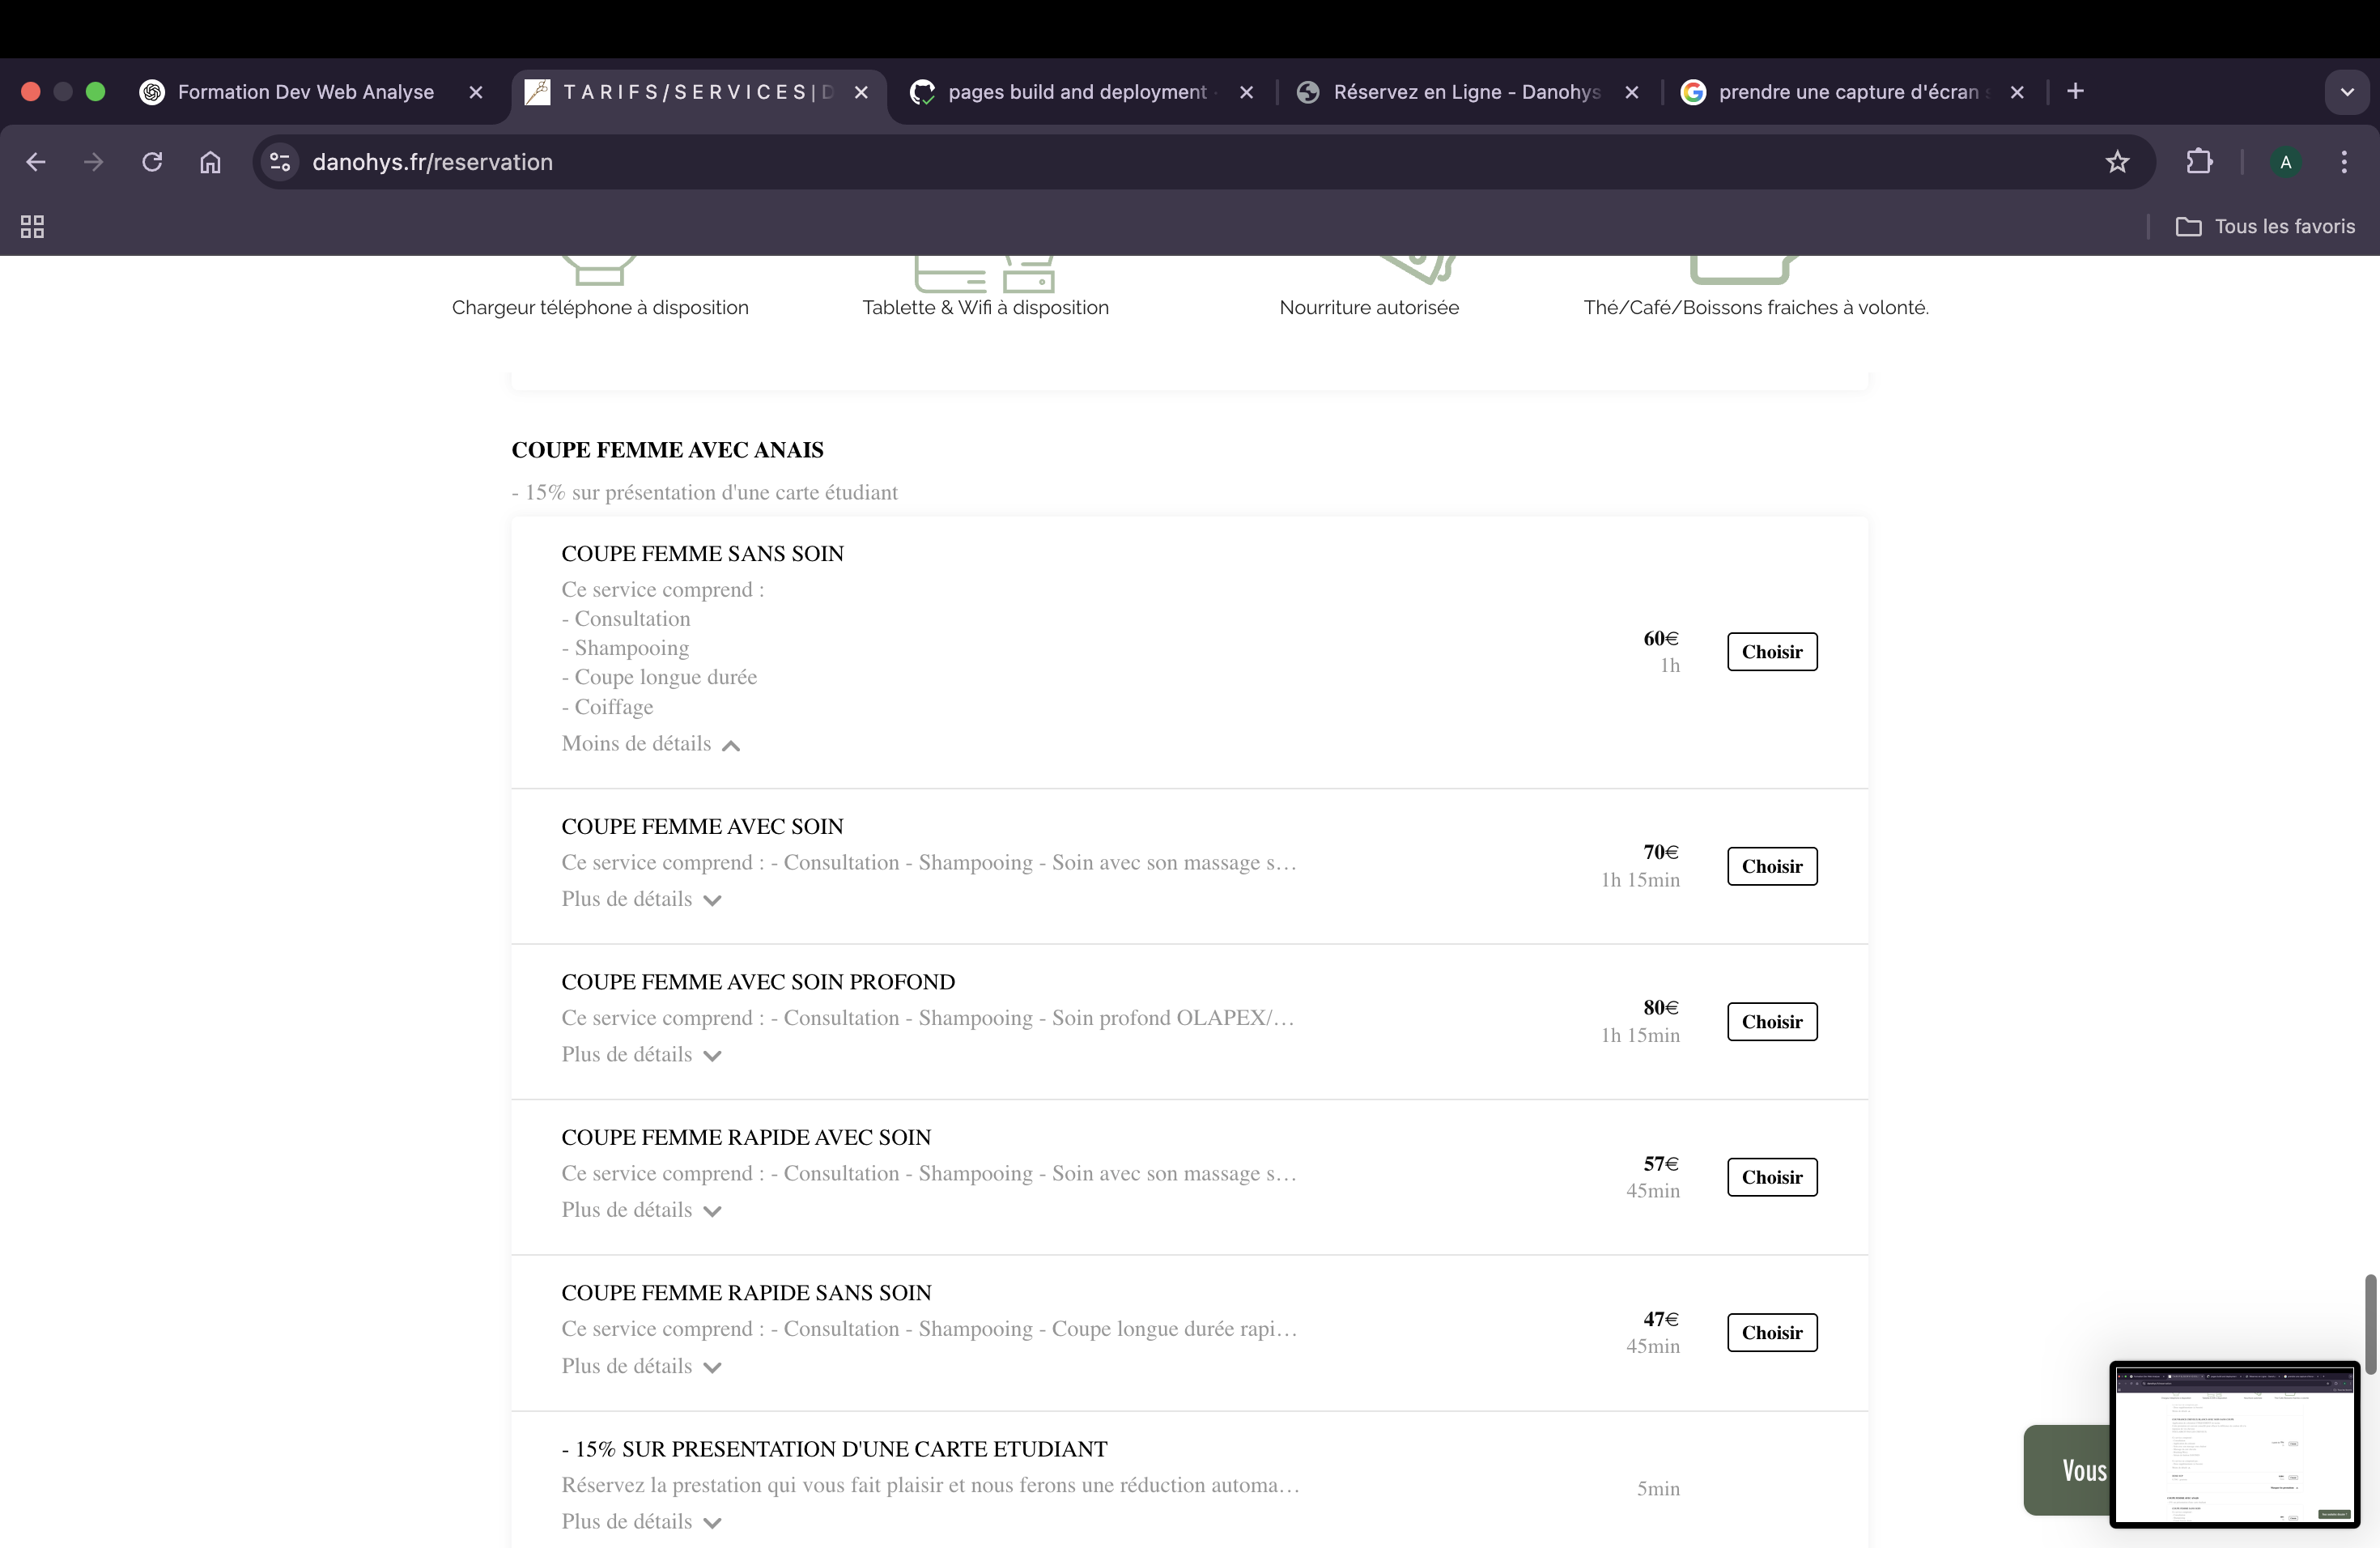 Formation Dev Web Analyse
TARIFS/SERVICES|D
pages build and deployment ·
Réservez en Ligne - Danohys
prendre une capture d'écran s
danohys.fr/reservation
A
Tous les favoris
Chargeur téléphone à disposition
Tablette & Wifi à disposition
Nourriture autorisée
Thé/Café/Boissons fraiches à volonté.
COUPE FEMME AVEC ANAIS
- 15% sur présentation d'une carte étudiant
COUPE FEMME SANS SOIN
Ce service comprend :
- Consultation
- Shampooing
- Coupe longue durée
- Coiffage
Moins de détails
60€
1h
Choisir
COUPE FEMME AVEC SOIN
Ce service comprend : - Consultation - Shampooing - Soin avec son massage s…
Plus de détails
70€
1h 15min
Choisir
COUPE FEMME AVEC SOIN PROFOND
Ce service comprend : - Consultation - Shampooing - Soin profond OLAPEX/…
Plus de détails
80€
1h 15min
Choisir
COUPE FEMME RAPIDE AVEC SOIN
Ce service comprend : - Consultation - Shampooing - Soin avec son massage s…
Plus de détails
57€
45min
Choisir
COUPE FEMME RAPIDE SANS SOIN
Ce service comprend : - Consultation - Shampooing - Coupe longue durée rapi…
Plus de détails
47€
45min
Choisir
- 15% SUR PRESENTATION D'UNE CARTE ETUDIANT
Réservez la prestation qui vous fait plaisir et nous ferons une réduction automa…
Plus de détails
5min
Vous